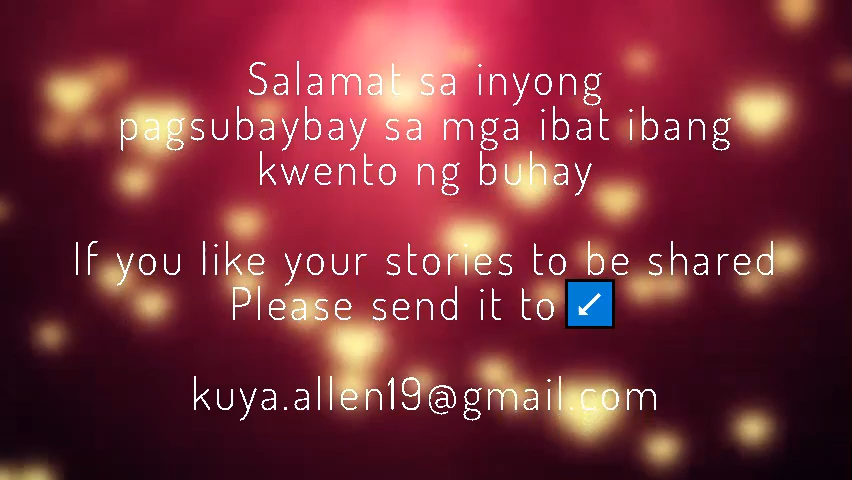 Salamat sa inyong
pagsubaybay sa mga ibat ibang
kwento ng buhay
If you like your stories to be shared
Please send it to ↙
kuya.allen19@gmail.com